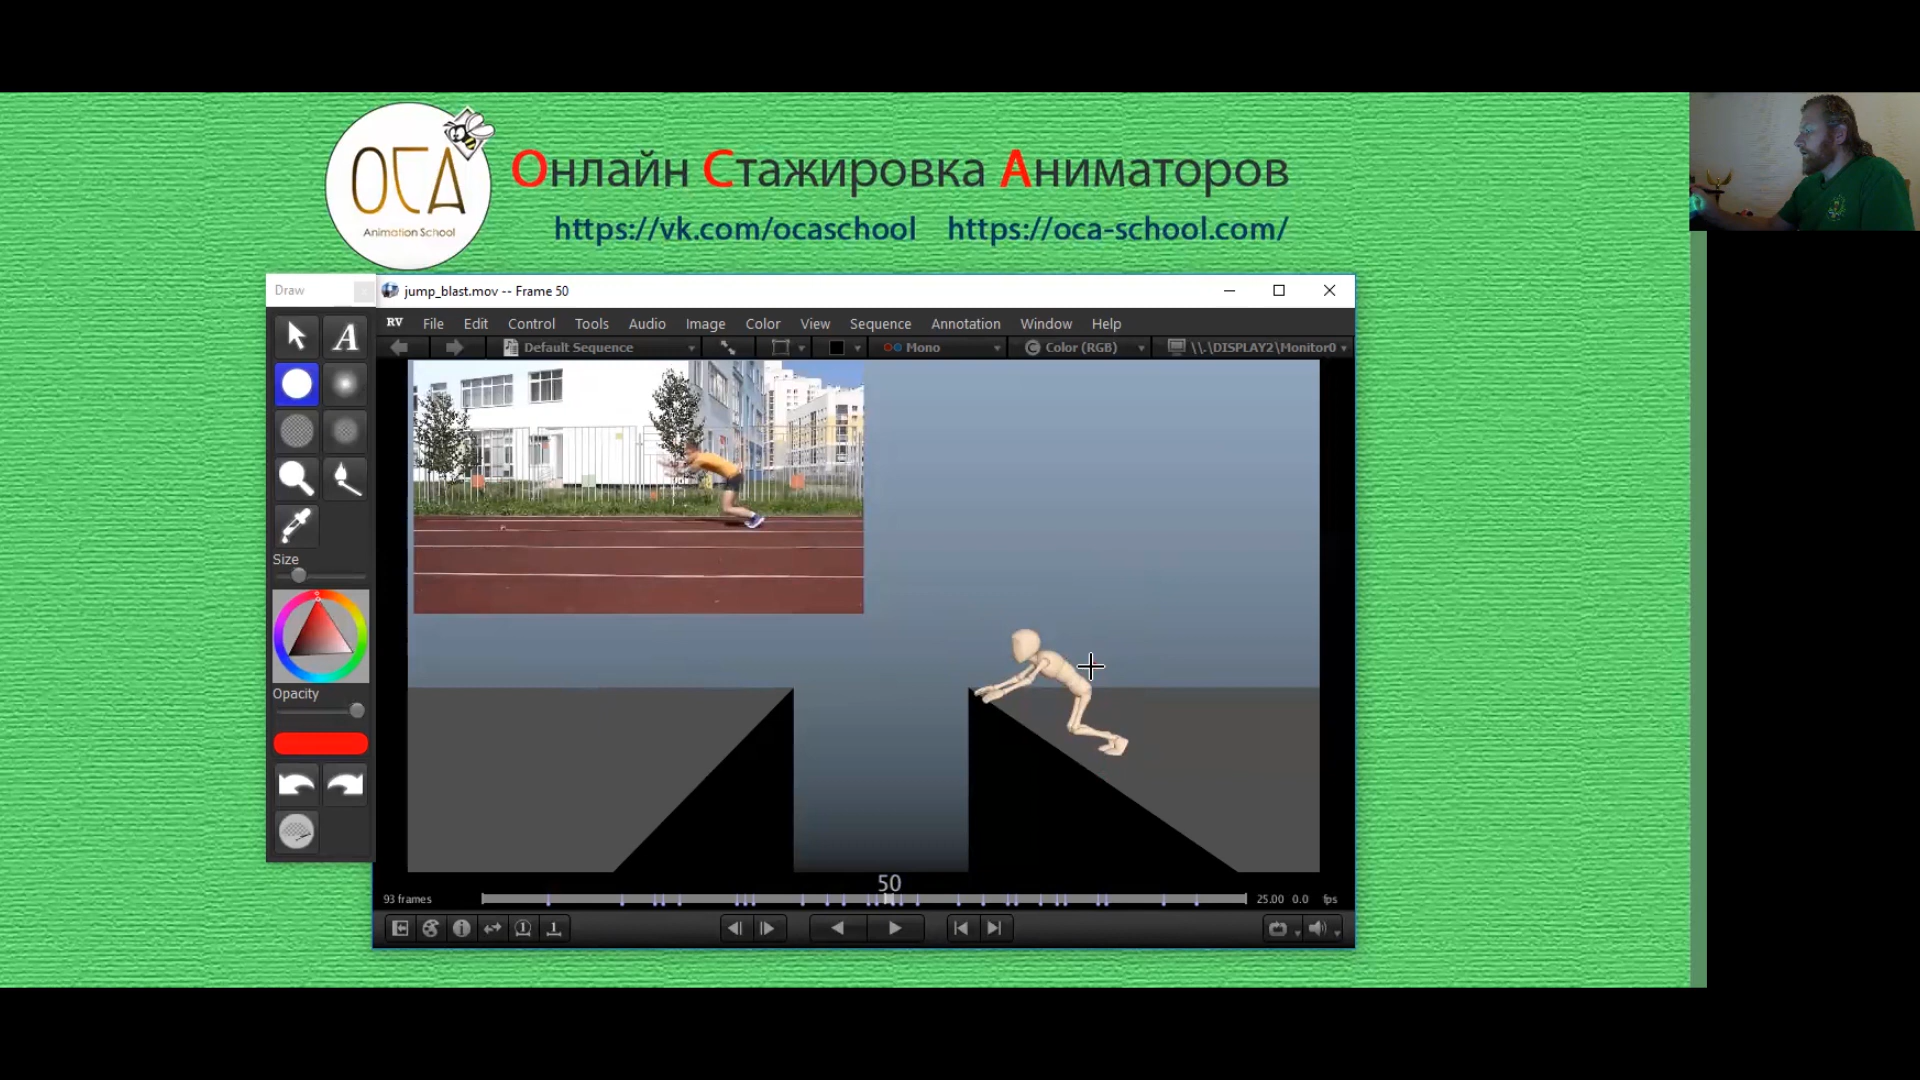 ОСА
Animation School
Онлайн Стажировка Аниматоров
https://vk.com/ocaschool https://oca-school.com/
Draw
jump_blast.mov -- Frame 50
RV File Edit Control Tools Audio Image Color View Sequence Annotation Window Help
Default Sequence Mono Color (RGB) \\.\DISPLAY2\Monitor0
A
Size
Opacity
50
93 frames 25.00 0.0 fps